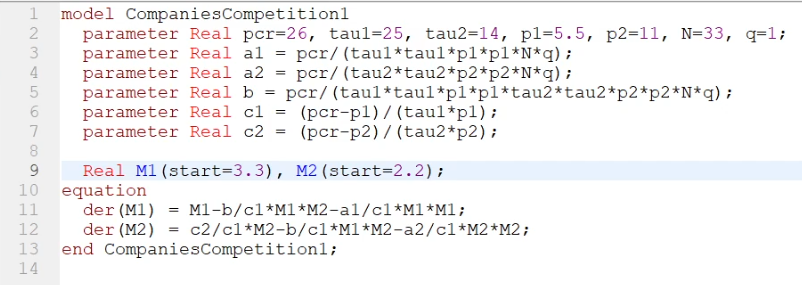 1 model CompaniesCompetition1
2 parameter Real pcr=26, tau1=25, tau2=14, p1=5.5, p2=11, N=33, q=1;
3 parameter Real a1 = pcr/(tau1*tau1*p1*p1*N*q);
4 parameter Real a2 = pcr/(tau2*tau2*p2*p2*N*q);
5 parameter Real b = pcr/(tau1*tau1*p1*p1*tau2*tau2*p2*p2*N*q);
6 parameter Real c1 = (pcr-p1)/(tau1*p1);
7 parameter Real c2 = (pcr-p2)/(tau2*p2);
8
9 Real M1(start=3.3), M2(start=2.2);
10 equation
11 der(M1) = M1-b/c1*M1*M2-a1/c1*M1*M1;
12 der(M2) = c2/c1*M2-b/c1*M1*M2-a2/c1*M2*M2;
13 end CompaniesCompetition1;
14